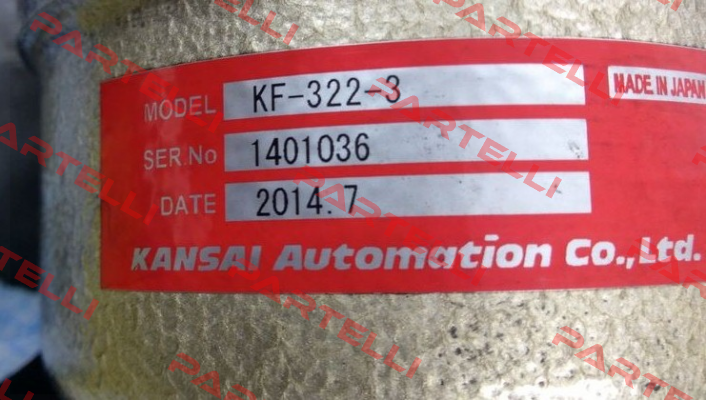 MODEL KF-322-3
MADE IN JAPAN
SER.No 1401036
DATE 2014.7
KANSAI Automation Co.,Ltd.
PARTELLI